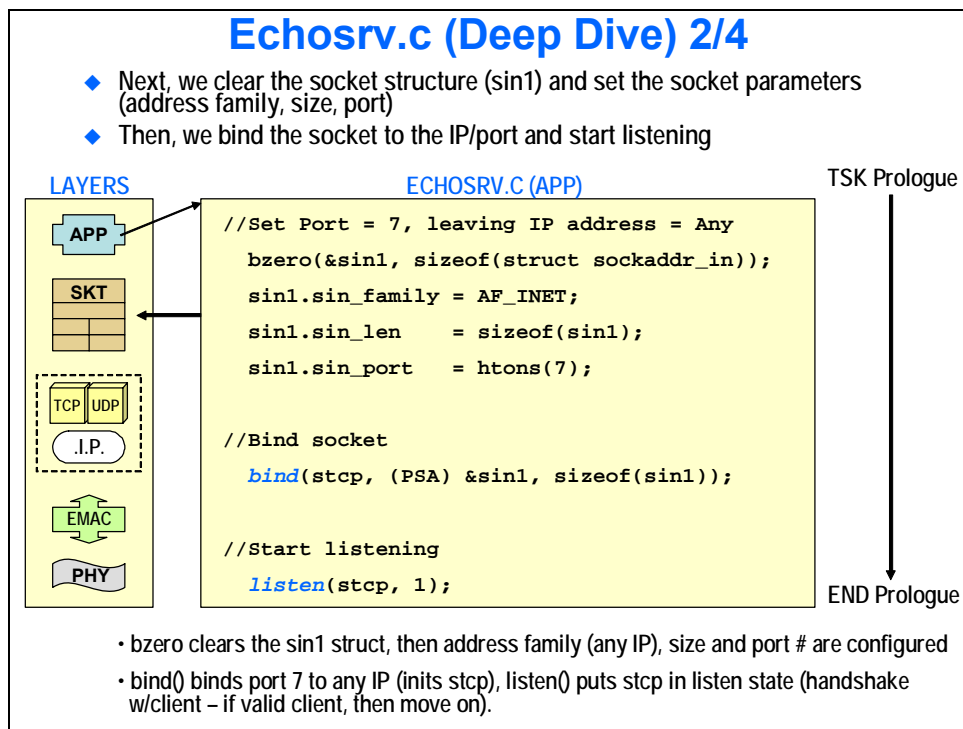 Echosrv.c (Deep Dive) 2/4
Next, we clear the socket structure (sin1) and set the socket parameters
(address family, size, port)
Then, we bind the socket to the IP/port and start listening
LAYERS
ECHOSRV.C (APP)
TSK Prologue
APP
SKT
TCP
UDP
.I.P.
EMAC
PHY
//Set Port = 7, leaving IP address = Any
bzero(&sin1, sizeof(struct sockaddr_in));
sin1.sin_family = AF_INET;
sin1.sin_len = sizeof(sin1);
sin1.sin_port = htons(7);
//Bind socket
bind(stcp, (PSA) &sin1, sizeof(sin1));
//Start listening
listen(stcp, 1);
END Prologue
• bzero clears the sin1 struct, then address family (any IP), size and port # are configured
• bind() binds port 7 to any IP (inits stcp), listen() puts stcp in listen state (handshake
w/client – if valid client, then move on).